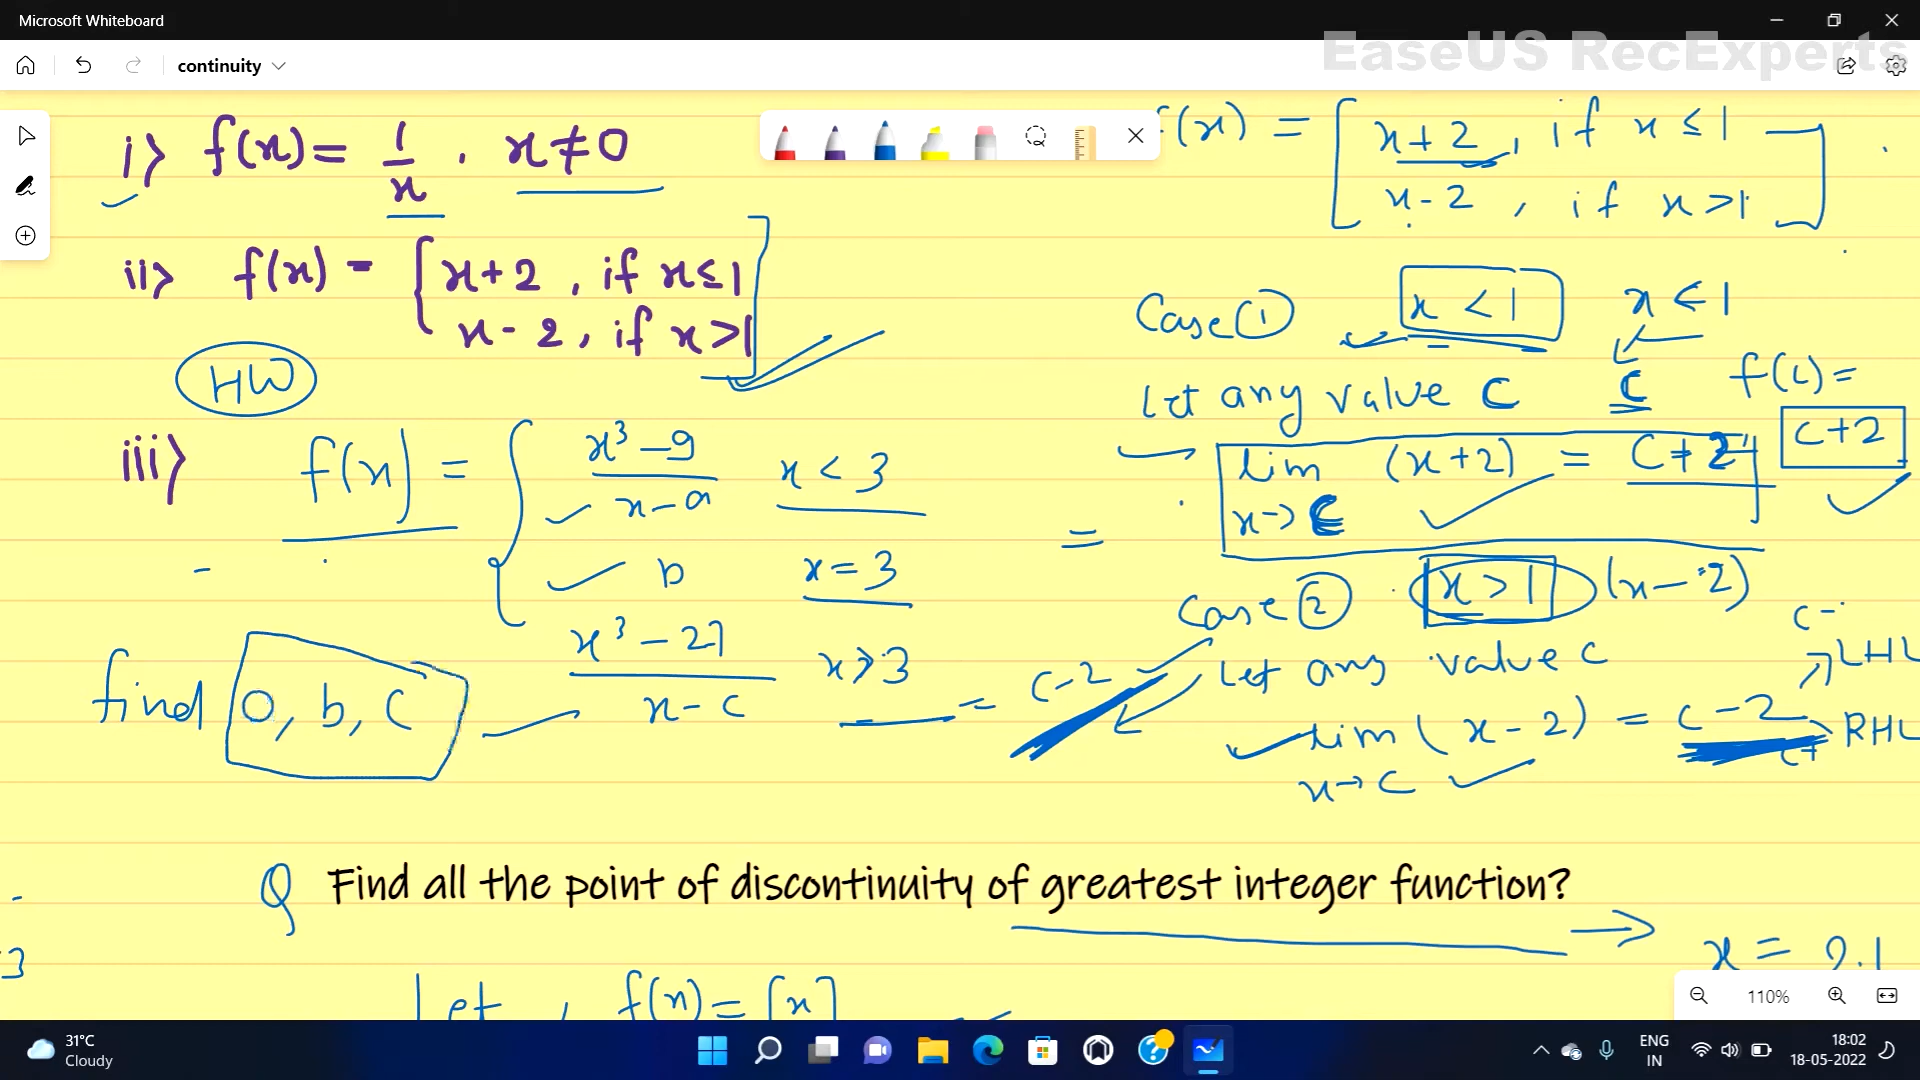 Microsoft Whiteboard
continuity
EaseUS RecExperts
i> f(x) = 1/x , x≠0
ii> f(x) = { x+2 , if x≤1
x-2 , if x>1
HW
iii> f(x) = { x³-9 / x-a x<3
b x=3
x³-27 / x-c x>3
find a, b, c
f(x) = [ x+2 , if x≤1
x-2 , if x>1 ]
Case ① x<1 x<1
Let any value C C f(c) =
lim x→C (x+2) = C+2 C+2
=
Case ② x>1 (x-2)
Let any value C LHL
= C-2
lim x→C (x-2) = C-2 C+ RHL
Q Find all the point of discontinuity of greatest integer function?
x = 2.1
Let , f(x) = [x]
110%
31°C
Cloudy
ENG
IN
18:02
18-05-2022